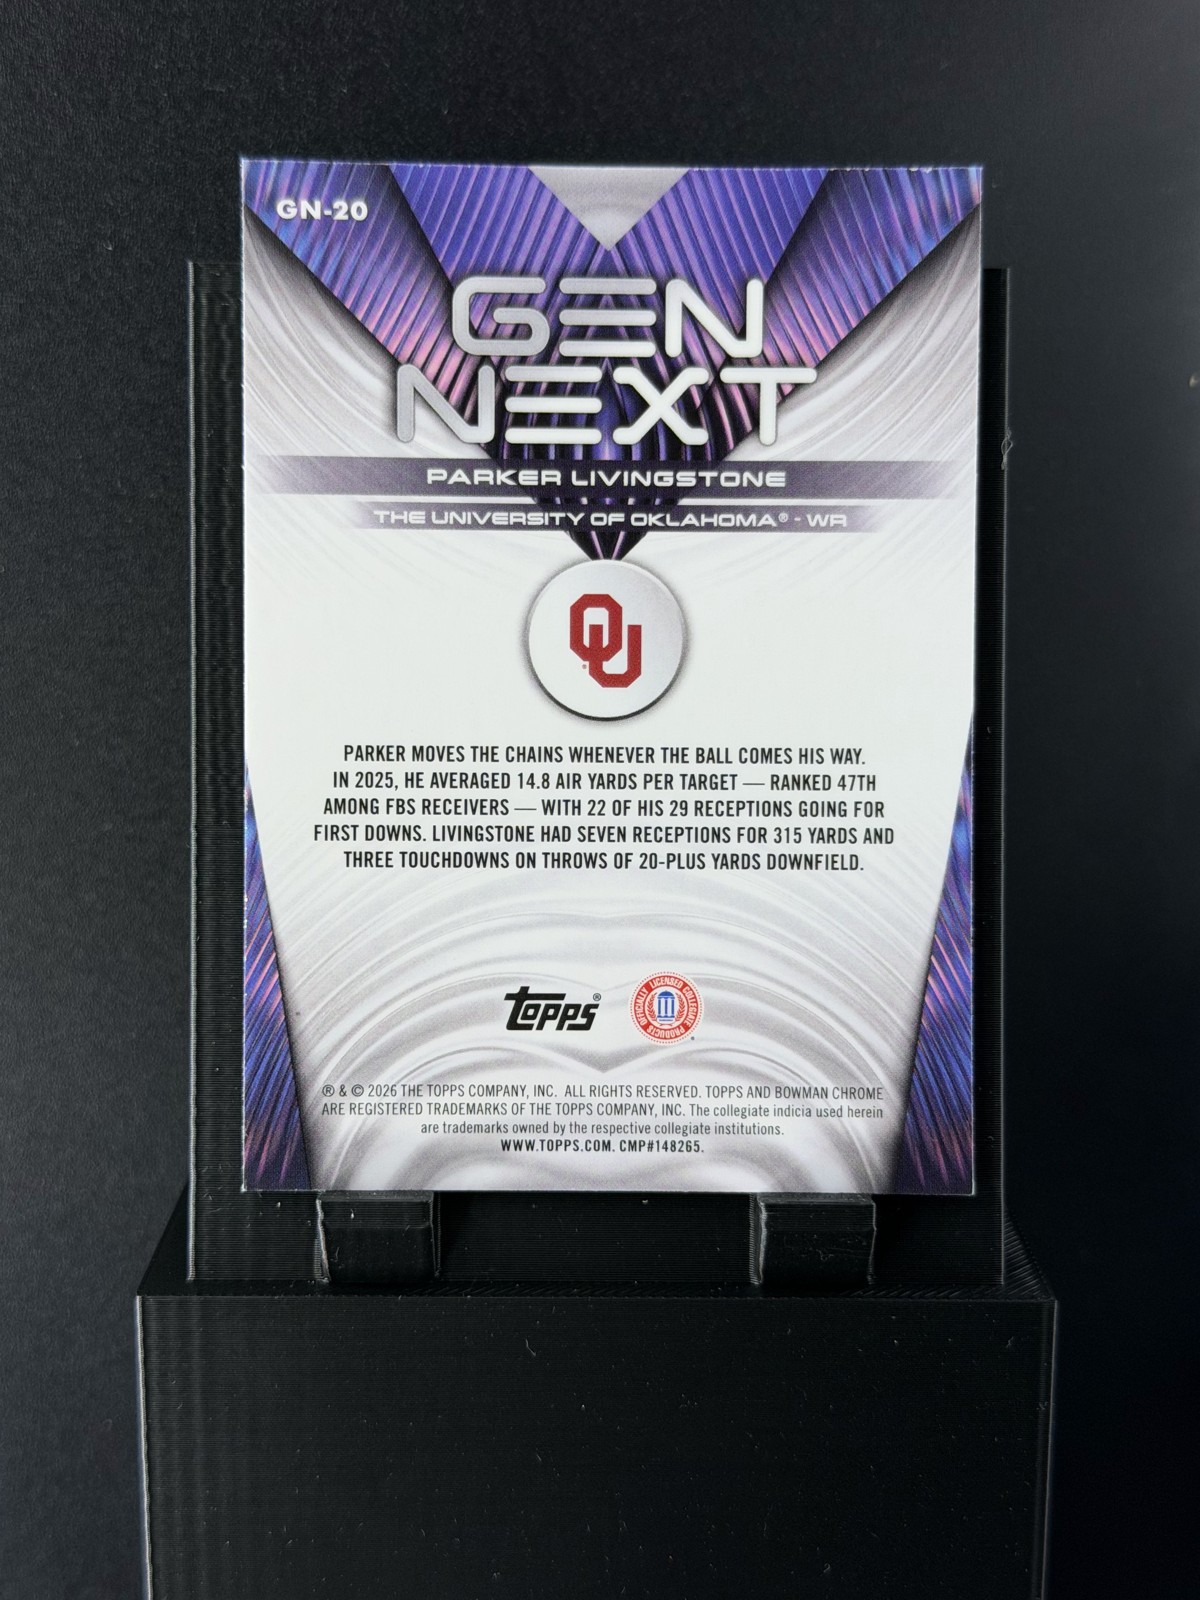 GN-20
GEN
NEXT
PARKER LIVINGSTONE
THE UNIVERSITY OF OKLAHOMA® - WR
OU
PARKER MOVES THE CHAINS WHENEVER THE BALL COMES HIS WAY.
IN 2025, HE AVERAGED 14.8 AIR YARDS PER TARGET — RANKED 47TH
AMONG FBS RECEIVERS — WITH 22 OF HIS 29 RECEPTIONS GOING FOR
FIRST DOWNS. LIVINGSTONE HAD SEVEN RECEPTIONS FOR 315 YARDS AND
THREE TOUCHDOWNS ON THROWS OF 20-PLUS YARDS DOWNFIELD.
topps®
OFFICIALLY LICENSED COLLEGIATE PRODUCTS
® & © 2026 THE TOPPS COMPANY, INC. ALL RIGHTS RESERVED. TOPPS AND BOWMAN CHROME
ARE REGISTERED TRADEMARKS OF THE TOPPS COMPANY, INC. The collegiate indicia used herein
are trademarks owned by the respective collegiate institutions.
WWW.TOPPS.COM. CMP#148265.